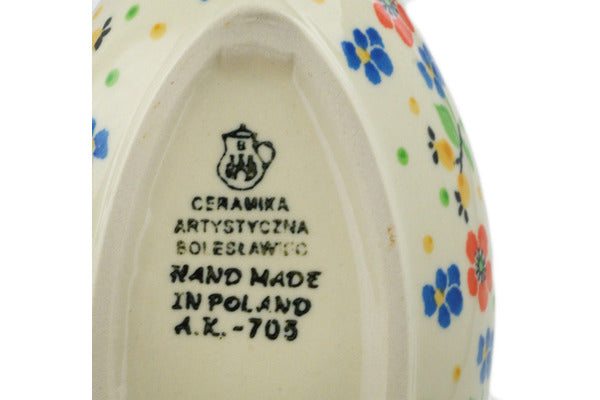 CERAMIKA
ARTYSTYCZNA
BOLESŁAWIEC
HAND MADE
IN POLAND
A.K.-703